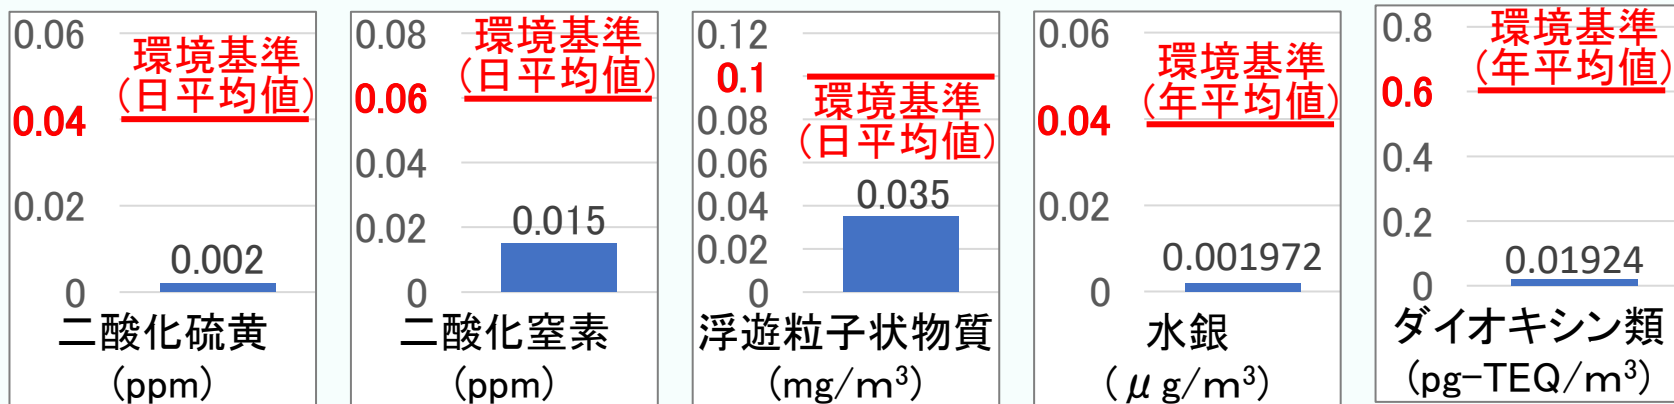 0.06
環境基準
(日平均値)
0.04
0.02
0.002
0
二酸化硫黄
(ppm)
0.08
環境基準
(日平均値)
0.06
0.04
0.02
0.015
0
二酸化窒素
(ppm)
0.12
0.1
環境基準
(日平均値)
0.08
0.06
0.035
0.04
0.02
0
浮遊粒子状物質
(mg/m³)
0.06
環境基準
(年平均値)
0.04
0.02
0.001972
0
水銀
(μg/m³)
0.8
環境基準
(年平均値)
0.6
0.4
0.2
0.01924
0
ダイオキシン類
(pg-TEQ/m³)